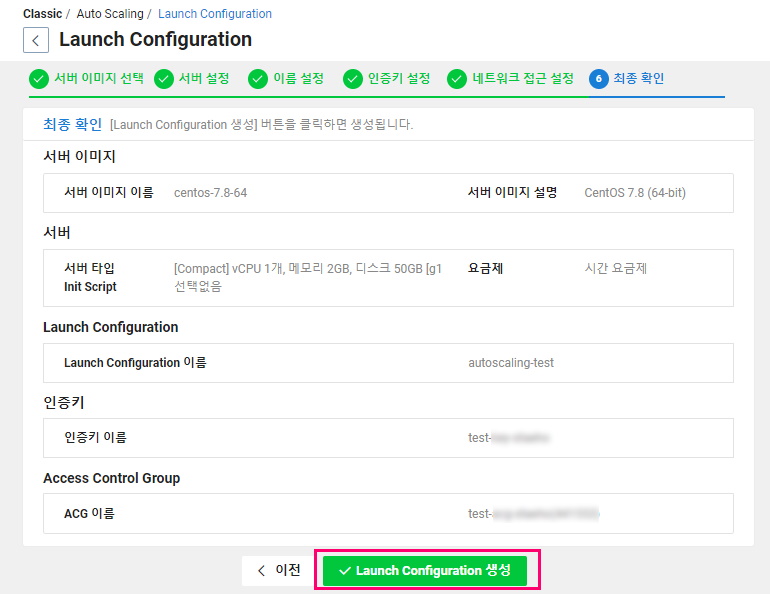 Classic / Auto Scaling / Launch Configuration
Launch Configuration
서버 이미지 선택 서버 설정 이름 설정 인증키 설정 네트워크 접근 설정 6 최종 확인
최종 확인 [Launch Configuration 생성] 버튼을 클릭하면 생성됩니다.
서버 이미지
서버 이미지 이름 centos-7.8-64 서버 이미지 설명 CentOS 7.8 (64-bit)
서버
서버 타입 [Compact] vCPU 1개, 메모리 2GB, 디스크 50GB [g1 요금제 시간 요금제
Init Script 선택없음
Launch Configuration
Launch Configuration 이름 autoscaling-test
인증키
인증키 이름 test-
Access Control Group
ACG 이름 test-
이전 Launch Configuration 생성